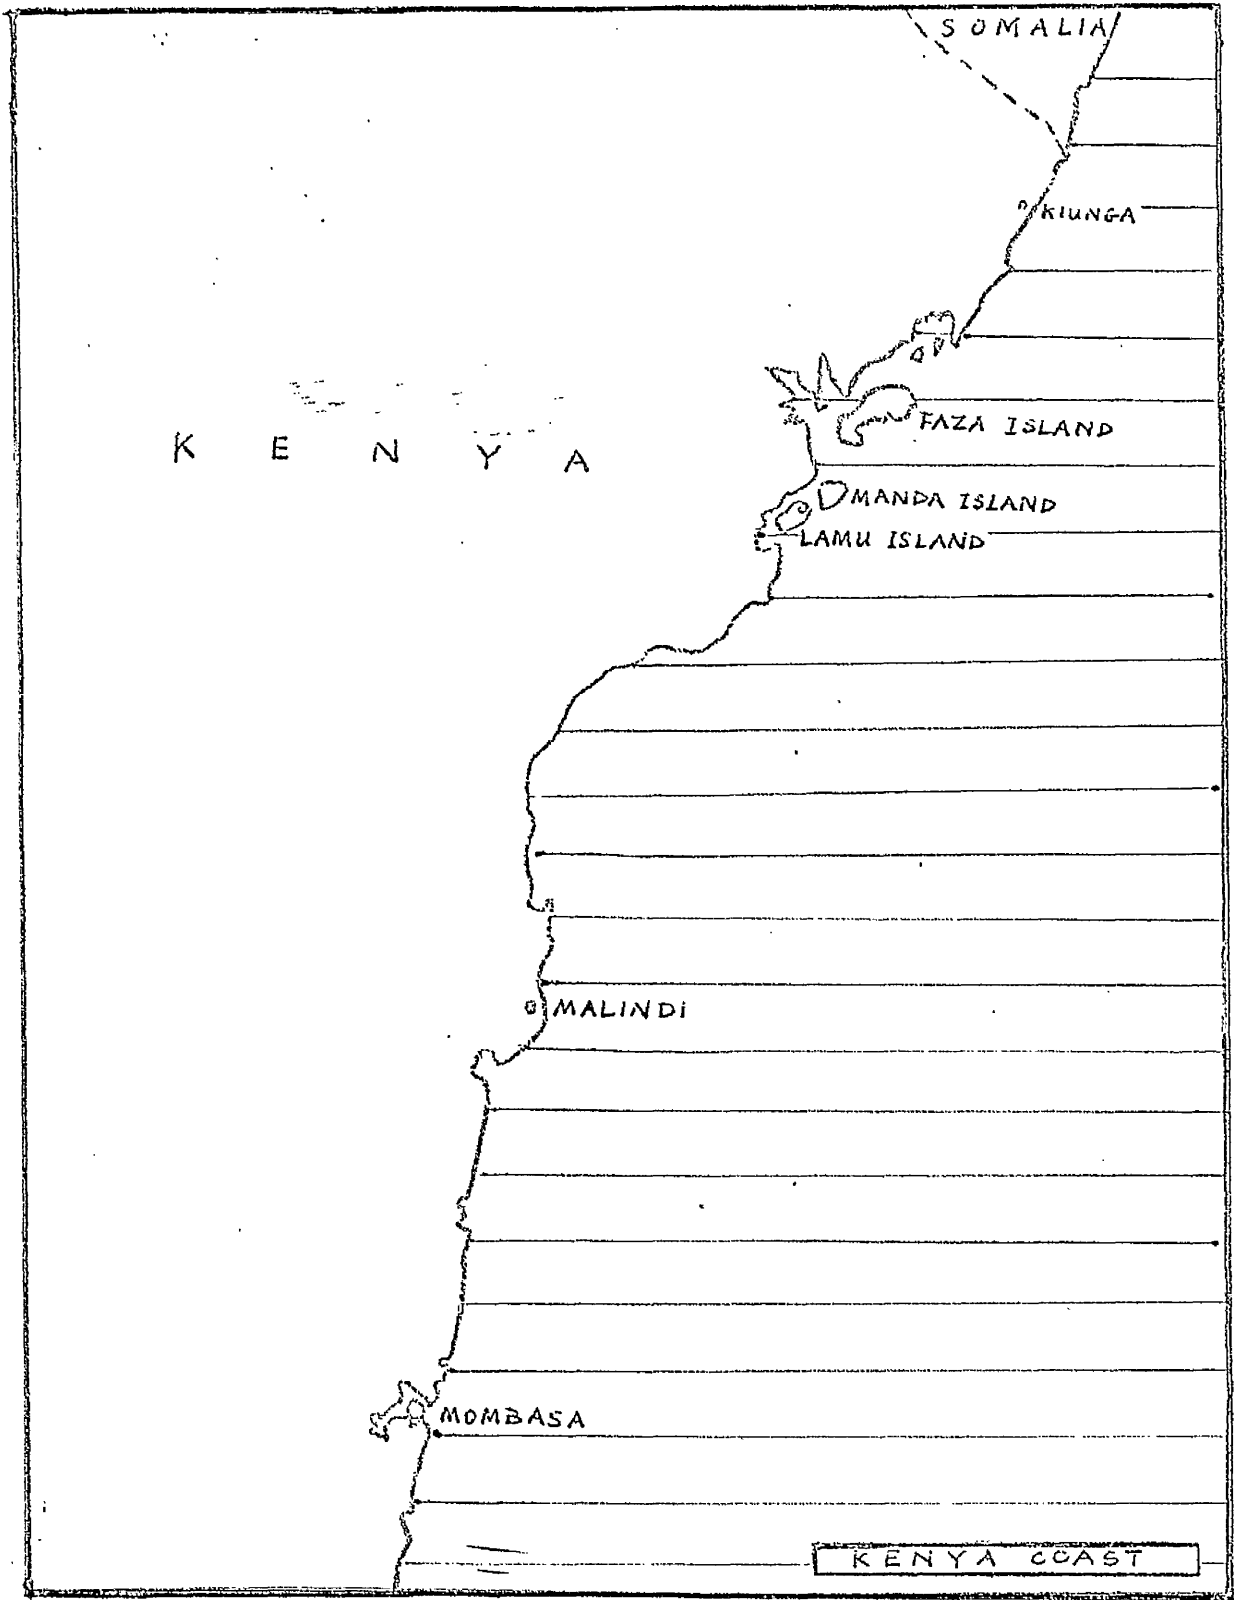 SOMALIA
KIUNGA
FAZA ISLAND
KENYA
MANDA ISLAND
LAMU ISLAND
MALINDi
MOMBASA
KENYA COAST